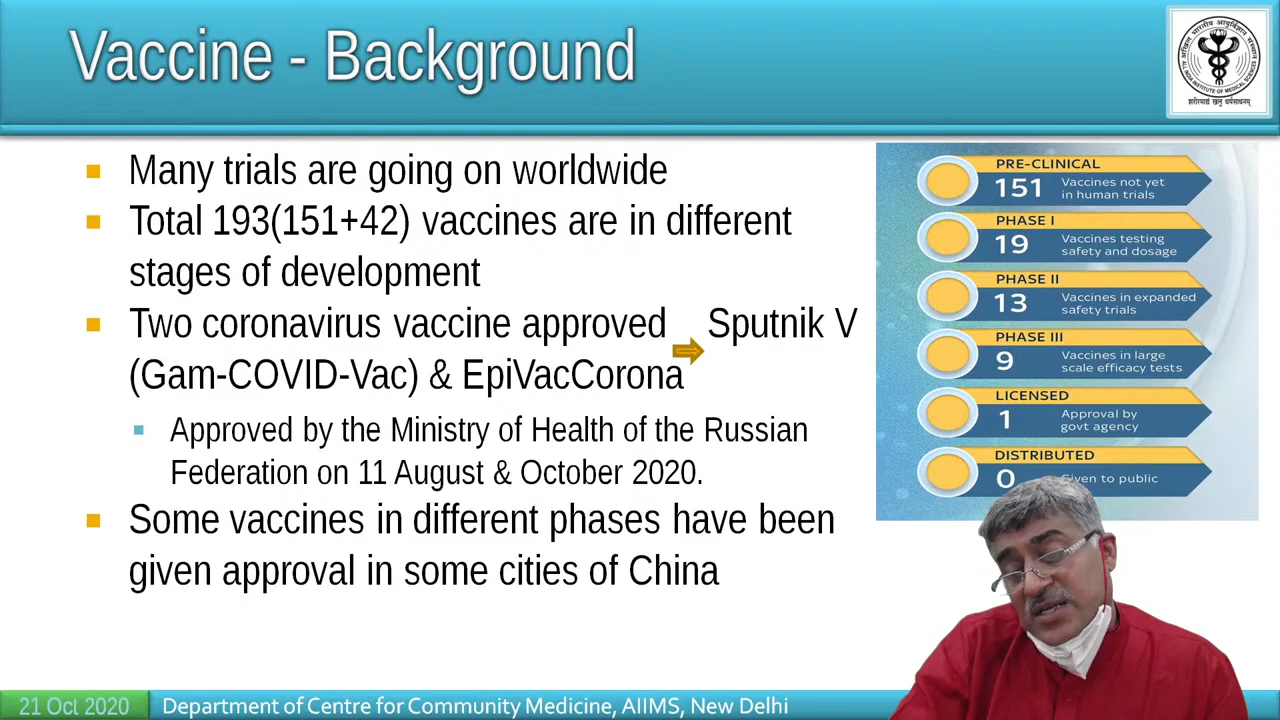 Vaccine - Background
Many trials are going on worldwide
Total 193(151+42) vaccines are in different
stages of development
Two coronavirus vaccine approved Sputnik V
(Gam-COVID-Vac) & EpiVacCorona
Approved by the Ministry of Health of the Russian
Federation on 11 August & October 2020.
Some vaccines in different phases have been
given approval in some cities of China
PRE-CLINICAL
151 Vaccines not yet
in human trials
PHASE I
19 Vaccines testing
safety and dosage
PHASE II
13 Vaccines in expanded
safety trials
PHASE III
9 Vaccines in large
scale efficacy tests
LICENSED
1 Approval by
govt agency
DISTRIBUTED
0 Given to public
21 Oct 2020 Department of Centre for Community Medicine, AIIMS, New Delhi